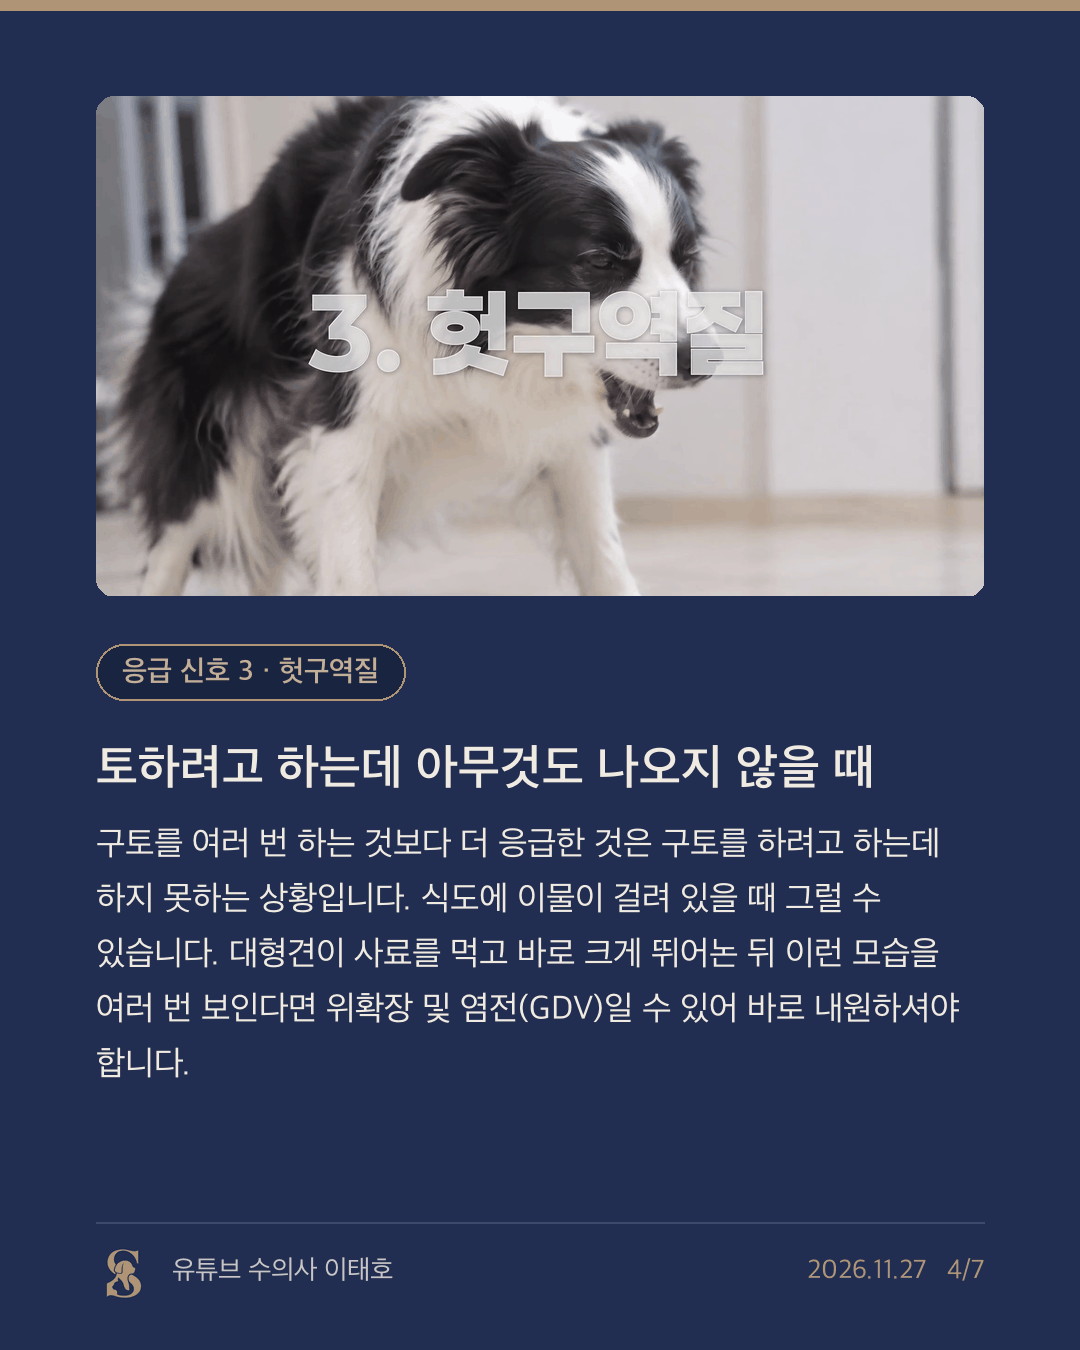 3. 헛구역질
응급 신호 3 · 헛구역질
토하려고 하는데 아무것도 나오지 않을 때
구토를 여러 번 하는 것보다 더 응급한 것은 구토를 하려고 하는데
하지 못하는 상황입니다. 식도에 이물이 걸려 있을 때 그럴 수
있습니다. 대형견이 사료를 먹고 바로 크게 뛰어논 뒤 이런 모습을
여러 번 보인다면 위확장 및 염전(GDV)일 수 있어 바로 내원하셔야
합니다.
유튜브 수의사 이태호
2026.11.27 4/7